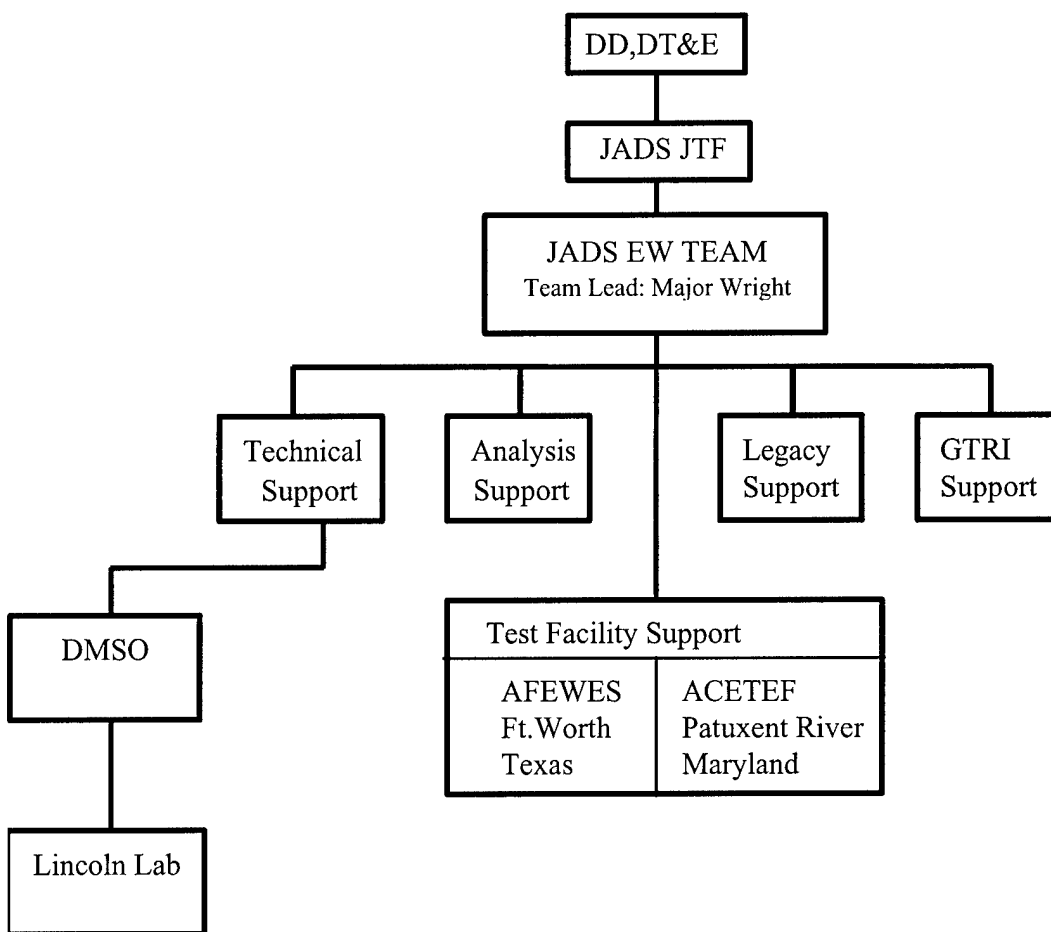 DD,DT&E
JADS JTF
JADS EW TEAM
Team Lead: Major Wright
Technical
Support
Analysis
Support
Legacy
Support
GTRI
Support
DMSO
Test Facility Support
AFEWES
Ft.Worth
Texas
ACETEF
Patuxent River
Maryland
Lincoln Lab